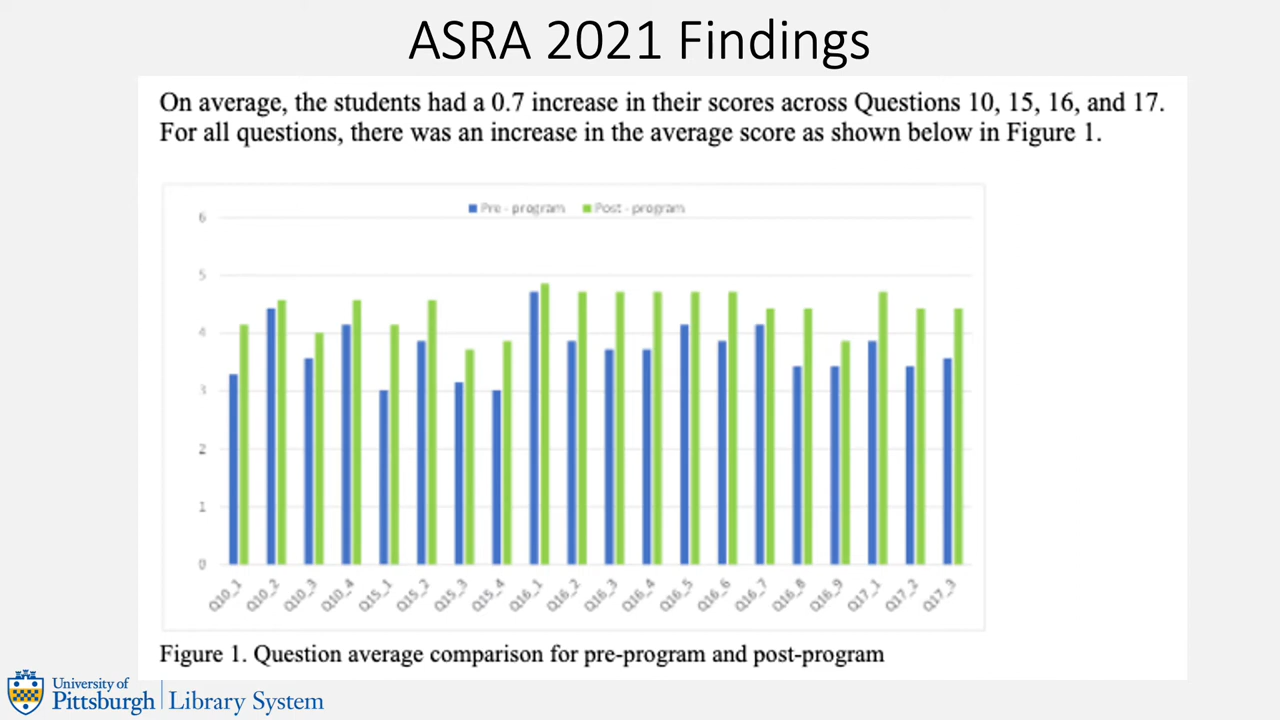 ASRA 2021 Findings
On average, the students had a 0.7 increase in their scores across Questions 10, 15, 16, and 17.
For all questions, there was an increase in the average score as shown below in Figure 1.
Pre - program Post - program
6
5
4
3
2
1
0
Q10_1 Q10_2 Q10_3 Q10_4 Q15_1 Q15_2 Q15_3 Q15_4 Q16_1 Q16_2 Q16_3 Q16_4 Q16_5 Q16_6 Q16_7 Q16_8 Q16_9 Q17_1 Q17_2 Q17_3
Figure 1. Question average comparison for pre-program and post-program
University of
Pittsburgh Library System